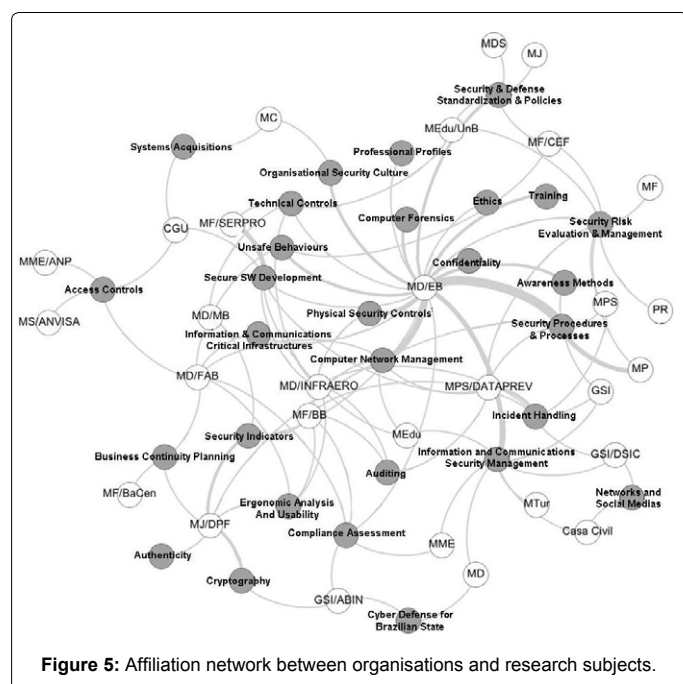 MDS
MJ
Security & Defense
Standardization & Policies
MC
MEdu/UnB
Systems Acquisitions
Professional Profiles
MF/CEF
Organisational Security Culture
MF
Technical Controls
Ethics
Training
MF/SERPRO
Computer Forensics
Security Risk
Evaluation & Management
CGU
Unsafe Behaviours
MME/ANP
Confidentiality
Secure SW Development
Awareness Methods
Access Controls
MD/EB
MPS
MS/ANVISA
MD/MB
Physical Security Controls
PR
Information & Communications
Critical Infrastructures
Security Procedures
& Processes
Computer Network Management
MP
MD/FAB
MD/INFRAERO
MPS/DATAPREV
GSI
MF/BB
Incident Handling
Security Indicators
MEdu
Business Continuity Planning
Information and Communications
Security Management
GSI/DSIC
Auditing
MF/BaCen
Networks and
Social Medias
Ergonomic Analysis
And Usability
MTur
MJ/DPF
Compliance Assessment
Casa Civil
MME
Authenticity
Cryptography
MD
GSI/ABIN
Cyber Defense for
Brazilian State
Figure 5: Affiliation network between organisations and research subjects.